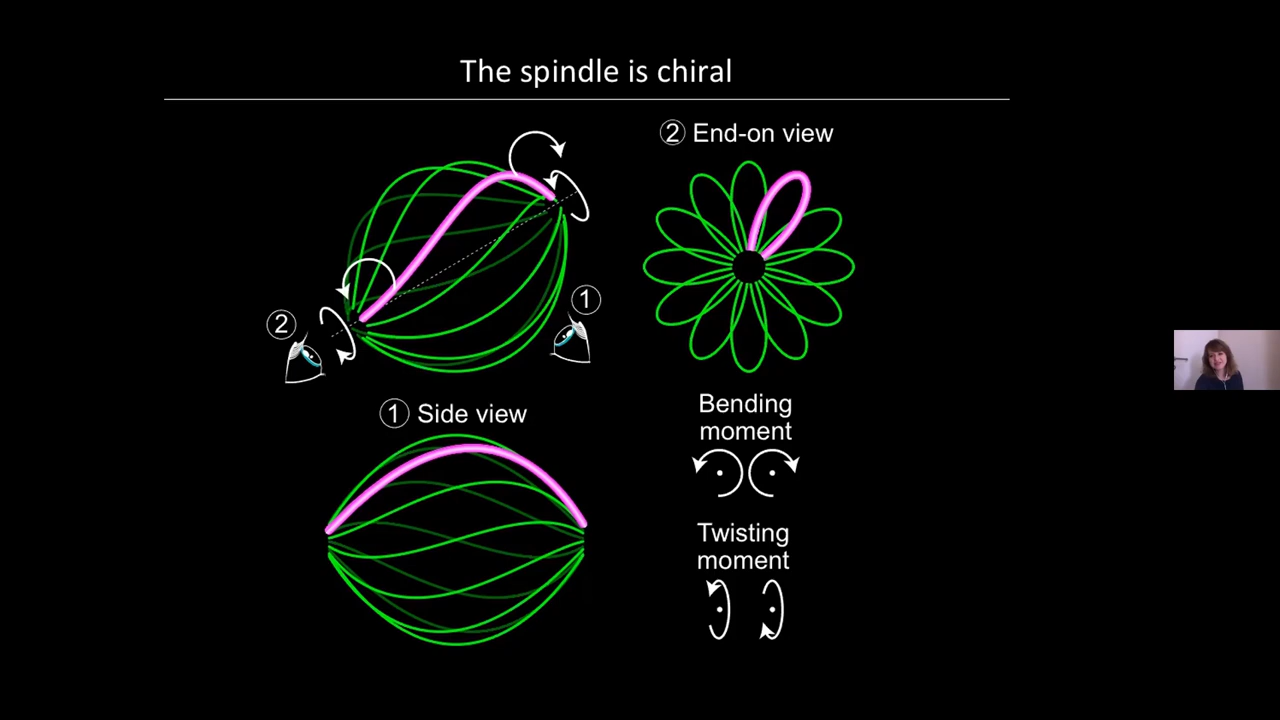 The spindle is chiral
② End-on view
①
②
① Side view
Bending
moment
Twisting
moment